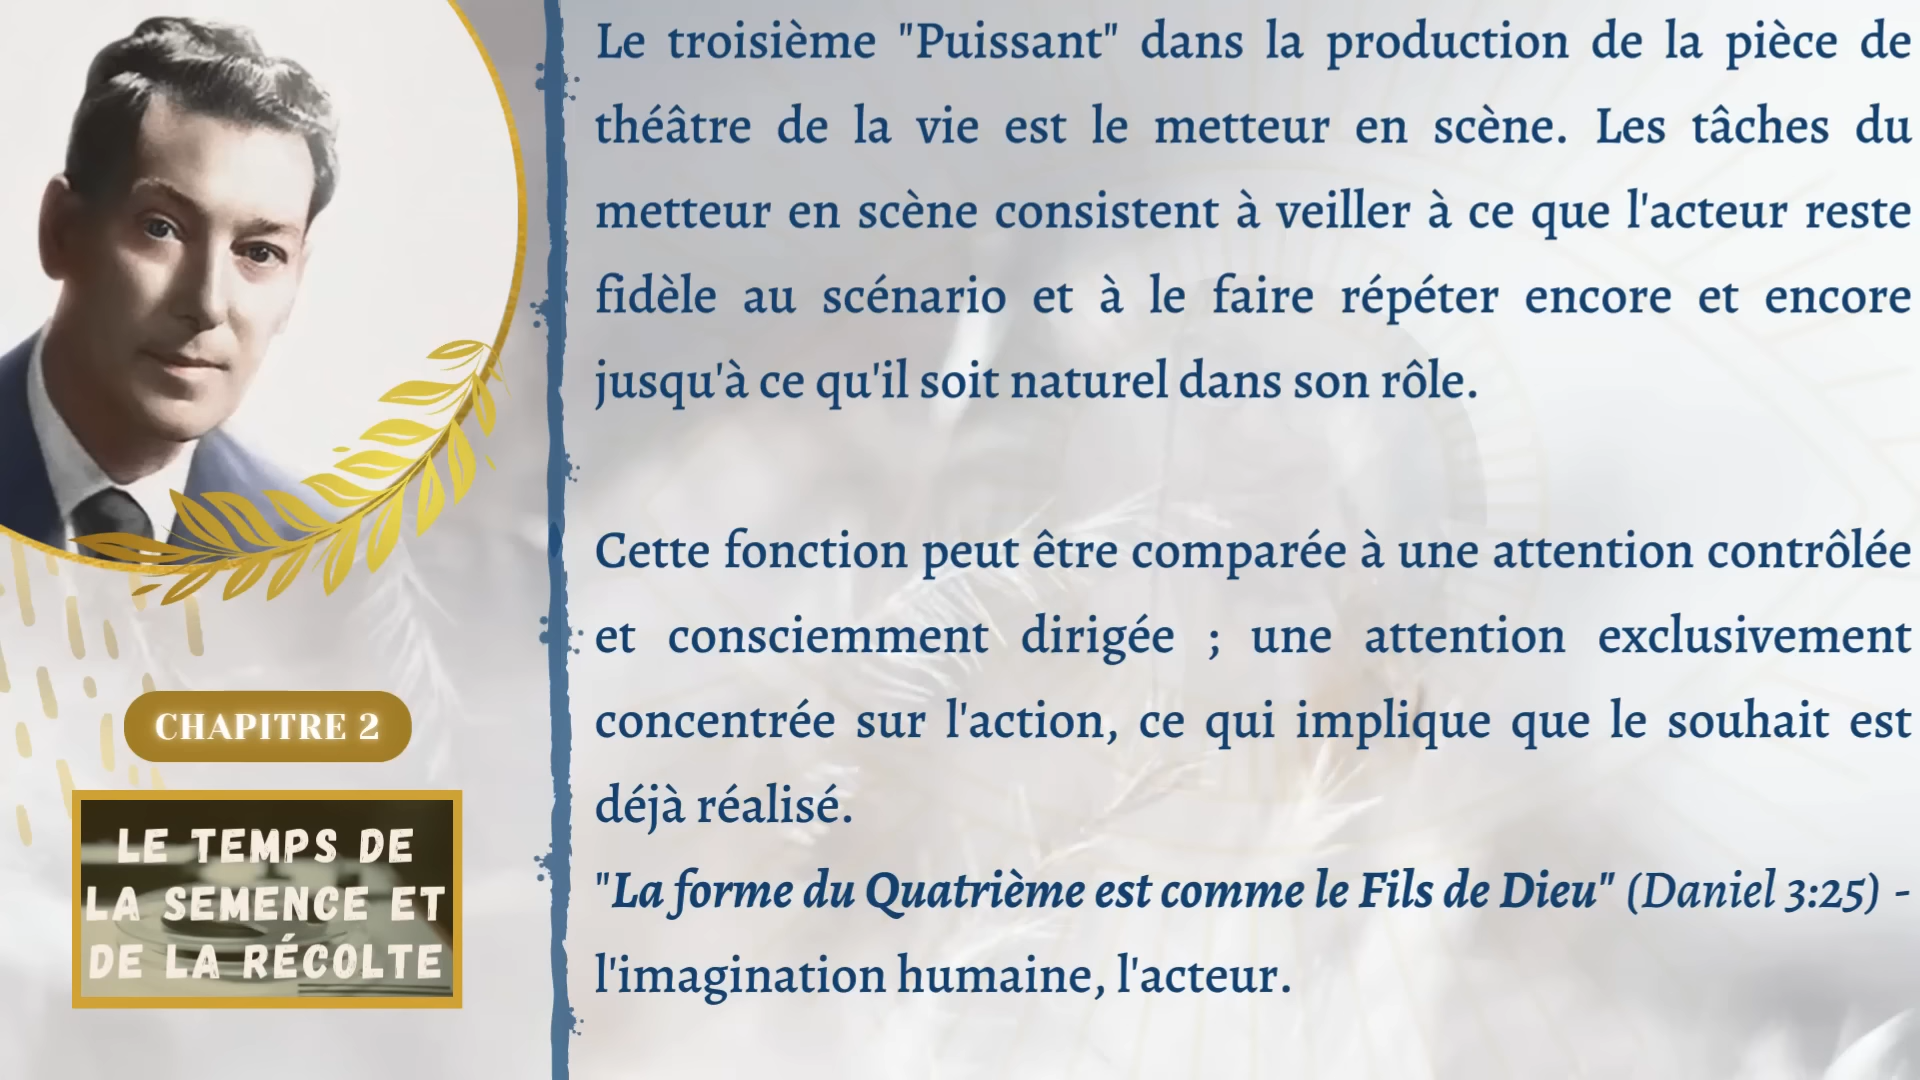 Le troisième "Puissant" dans la production de la pièce de
théâtre de la vie est le metteur en scène. Les tâches du
metteur en scène consistent à veiller à ce que l'acteur reste
fidèle au scénario et à le faire répéter encore et encore
jusqu'à ce qu'il soit naturel dans son rôle.
Cette fonction peut être comparée à une attention contrôlée
et consciemment dirigée ; une attention exclusivement
concentrée sur l'action, ce qui implique que le souhait est
déjà réalisé.
"La forme du Quatrième est comme le Fils de Dieu" (Daniel 3:25) -
l'imagination humaine, l'acteur.
CHAPITRE 2
LE TEMPS DE
LA SEMENCE ET
DE LA RÉCOLTE